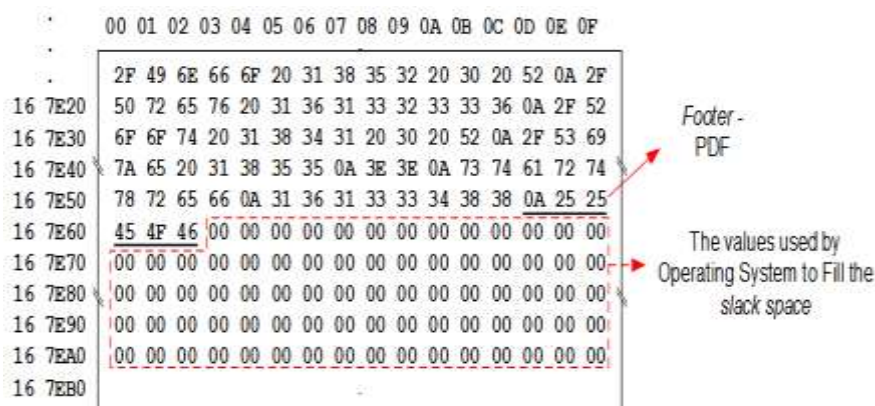 00 01 02 03 04 05 06 07 08 09 0A 0B 0C 0D 0E 0F
2F 49 6E 66 6F 20 31 38 35 32 20 30 20 52 0A 2F
16 7E20 50 72 65 76 20 31 36 31 33 32 33 33 36 0A 2F 52
16 7E30 6F 6F 74 20 31 38 34 31 20 30 20 52 0A 2F 53 69
16 7E40 7A 65 20 31 38 35 35 0A 3E 3E 0A 73 74 61 72 74
16 7E50 78 72 65 66 0A 31 36 31 33 33 34 38 38 0A 25 25
16 7E60 45 4F 46 00 00 00 00 00 00 00 00 00 00 00 00 00
16 7E70 00 00 00 00 00 00 00 00 00 00 00 00 00 00 00 00
16 7E80 00 00 00 00 00 00 00 00 00 00 00 00 00 00 00 00
16 7E90 00 00 00 00 00 00 00 00 00 00 00 00 00 00 00 00
16 7EA0 00 00 00 00 00 00 00 00 00 00 00 00 00 00 00 00
16 7EB0
Footer -
PDF
The values used by
Operating System to Fill the
slack space